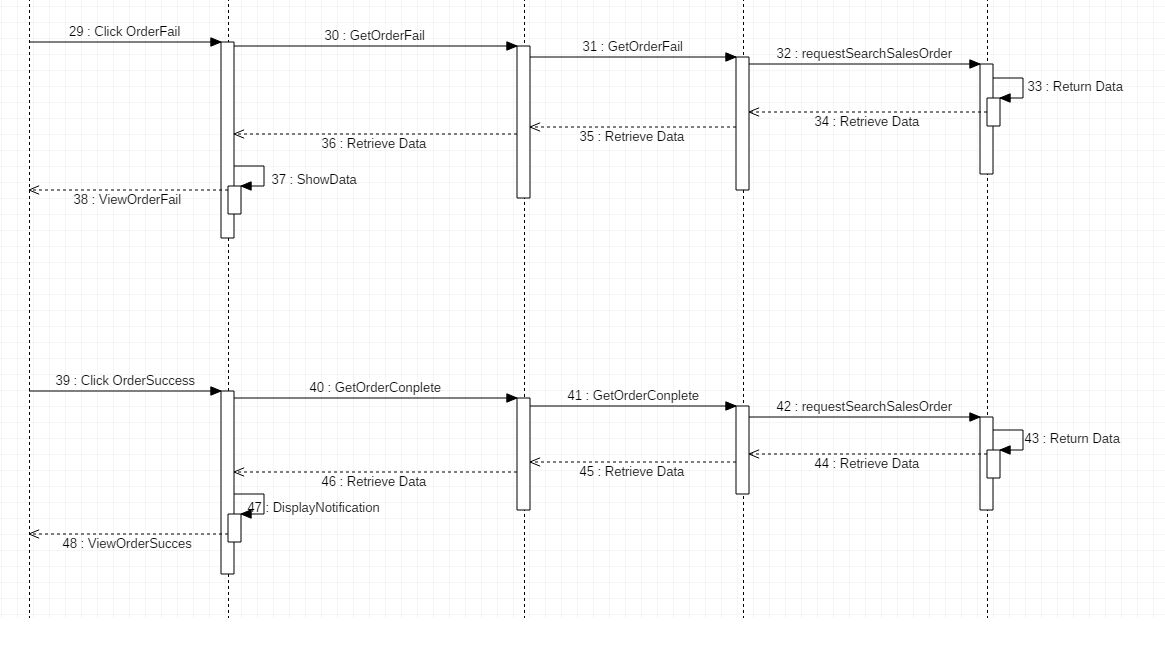 29 : Click OrderFail
30 : GetOrderFail
31 : GetOrderFail
32 : requestSearchSalesOrder
33 : Return Data
34 : Retrieve Data
35 : Retrieve Data
36 : Retrieve Data
37 : ShowData
38 : ViewOrderFail
39 : Click OrderSuccess
40 : GetOrderConplete
41 : GetOrderConplete
42 : requestSearchSalesOrder
43 : Return Data
44 : Retrieve Data
45 : Retrieve Data
46 : Retrieve Data
47 : DisplayNotification
48 : ViewOrderSucces